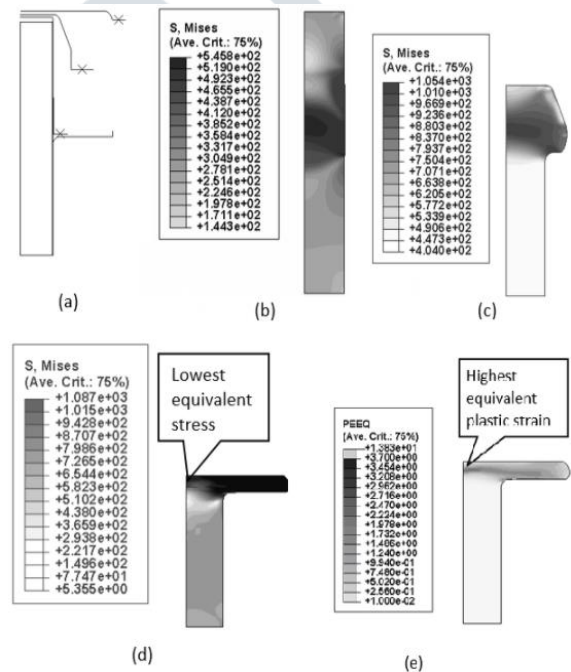 (a)
S, Mises
(Ave. Crit.: 75%)
+5.458e+02
+5.190e+02
+4.923e+02
+4.655e+02
+4.387e+02
+4.120e+02
+3.852e+02
+3.584e+02
+3.317e+02
+3.049e+02
+2.781e+02
+2.514e+02
+2.246e+02
+1.978e+02
+1.711e+02
+1.443e+02
(b)
S, Mises
(Ave. Crit.: 75%)
+1.054e+03
+1.010e+03
+9.669e+02
+9.236e+02
+8.803e+02
+8.370e+02
+7.937e+02
+7.504e+02
+7.071e+02
+6.638e+02
+6.205e+02
+5.772e+02
+5.339e+02
+4.906e+02
+4.473e+02
+4.040e+02
(c)
S, Mises
(Ave. Crit.: 75%)
+1.087e+03
+1.015e+03
+9.428e+02
+8.707e+02
+7.986e+02
+7.265e+02
+6.544e+02
+5.823e+02
+5.102e+02
+4.380e+02
+3.659e+02
+2.938e+02
+2.217e+02
+1.496e+02
+7.747e+01
+5.355e+00
Lowest
equivalent
stress
(d)
PEEQ
(Ave. Crit.: 75%)
+1.383e+01
+3.700e+00
+3.454e+00
+3.208e+00
+2.962e+00
+2.716e+00
+2.470e+00
+2.224e+00
+1.978e+00
+1.732e+00
+1.486e+00
+1.240e+00
+9.940e-01
+7.480e-01
+5.020e-01
+2.560e-01
+1.000e-02
Highest
equivalent
plastic strain
(e)